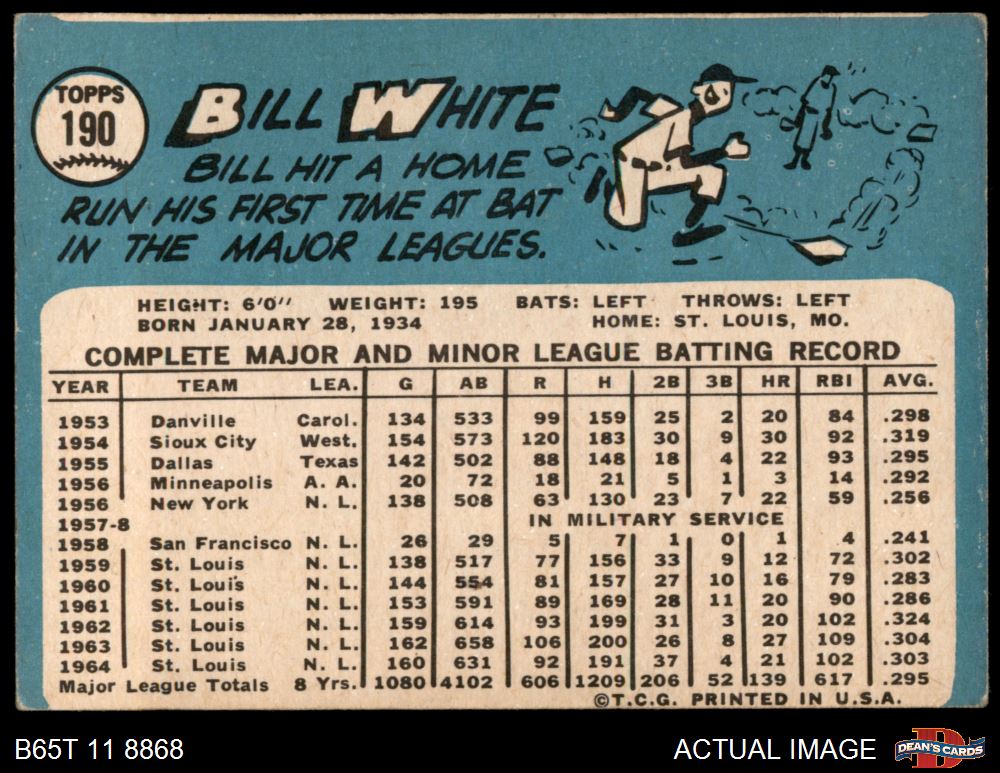 TOPPS
190
BILL WHITE
BILL HIT A HOME
RUN HIS FIRST TIME AT BAT
IN THE MAJOR LEAGUES.
HEIGHT: 6'0" WEIGHT: 195 BATS: LEFT THROWS: LEFT
BORN JANUARY 28, 1934 HOME: ST. LOUIS, MO.
COMPLETE MAJOR AND MINOR LEAGUE BATTING RECORD
YEAR TEAM LEA. G AB R H 2B 3B HR RBI AVG.
1953 Danville Carol. 134 533 99 159 25 2 20 84 .298
1954 Sioux City West. 154 573 120 183 30 9 30 92 .319
1955 Dallas Texas 142 502 88 148 18 4 22 93 .295
1956 Minneapolis A. A. 20 72 18 21 5 1 3 14 .292
1956 New York N. L. 138 508 63 130 23 7 22 59 .256
1957-8 IN MILITARY SERVICE
1958 San Francisco N. L. 26 29 5 7 1 0 1 4 .241
1959 St. Louis N. L. 138 517 77 156 33 9 12 72 .302
1960 St. Louis N. L. 144 554 81 157 27 10 16 79 .283
1961 St. Louis N. L. 153 591 89 169 28 11 20 90 .286
1962 St. Louis N. L. 159 614 93 199 31 3 20 102 .324
1963 St. Louis N. L. 162 658 106 200 26 8 27 109 .304
1964 St. Louis N. L. 160 631 92 191 37 4 21 102 .303
Major League Totals 8 Yrs. 1080 4102 606 1209 206 52 139 617 .295
©T.C.G. PRINTED IN U.S.A.
B65T 11 8868 ACTUAL IMAGE
DEAN'S CARDS